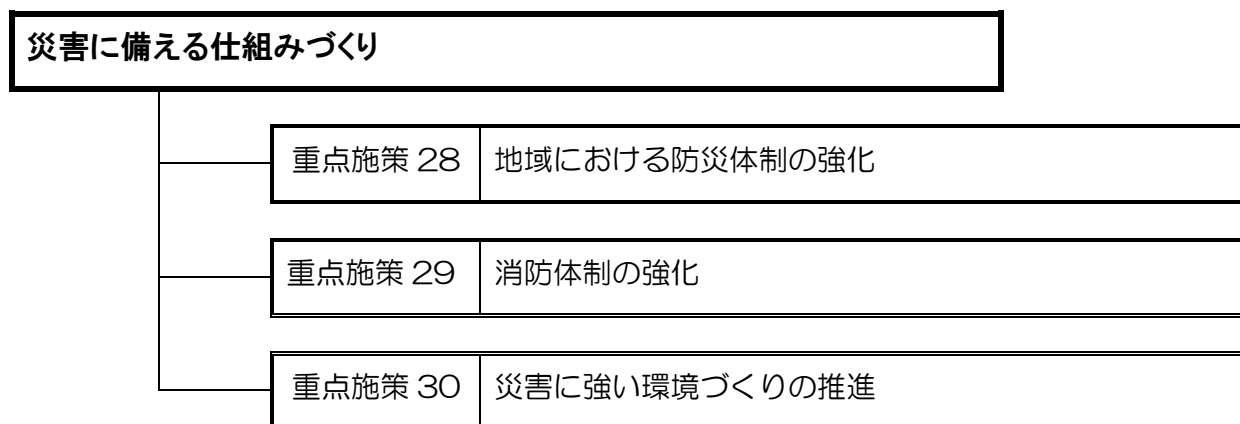 災害に備える仕組みづくり
重点施策 28 地域における防災体制の強化
重点施策 29 消防体制の強化
重点施策 30 災害に強い環境づくりの推進